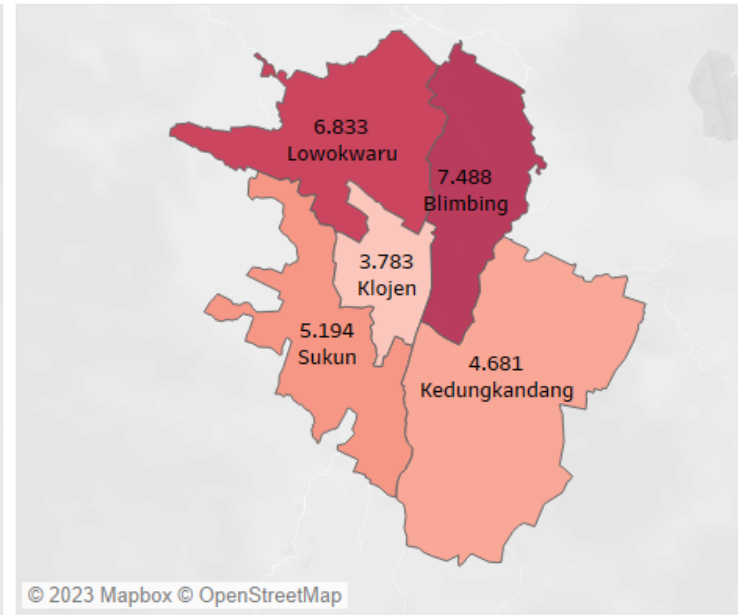 6.833
Lowokwaru
7.488
Blimbing
3.783
Klojen
5.194
Sukun
4.681
Kedungkandang
© 2023 Mapbox © OpenStreetMap